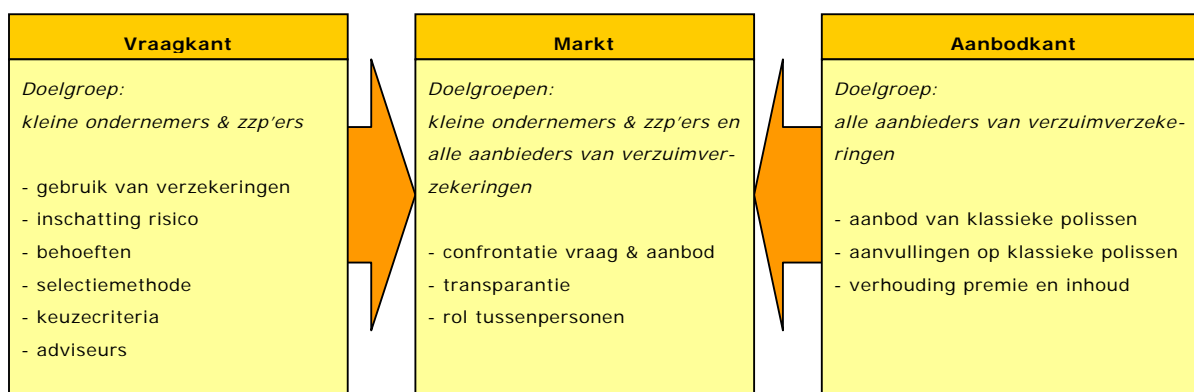 Vraagkant
Doelgroep:
kleine ondernemers & zzp'ers
- gebruik van verzekeringen
- inschatting risico
- behoeften
- selectiemethode
- keuzecriteria
- adviseurs
Markt
Doelgroepen:
kleine ondernemers & zzp'ers en
alle aanbieders van verzuimver-
zekeringen
- confrontatie vraag & aanbod
- transparantie
- rol tussenpersonen
Aanbodkant
Doelgroep:
alle aanbieders van verzuimverzeke-
ringen
- aanbod van klassieke polissen
- aanvullingen op klassieke polissen
- verhouding premie en inhoud